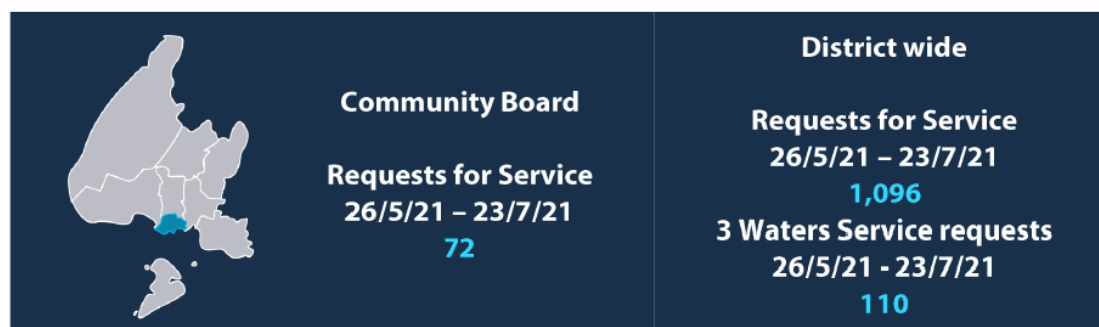 Community Board
Requests for Service
26/5/21 – 23/7/21
72
District wide
Requests for Service
26/5/21 – 23/7/21
1,096
3 Waters Service requests
26/5/21 - 23/7/21
110